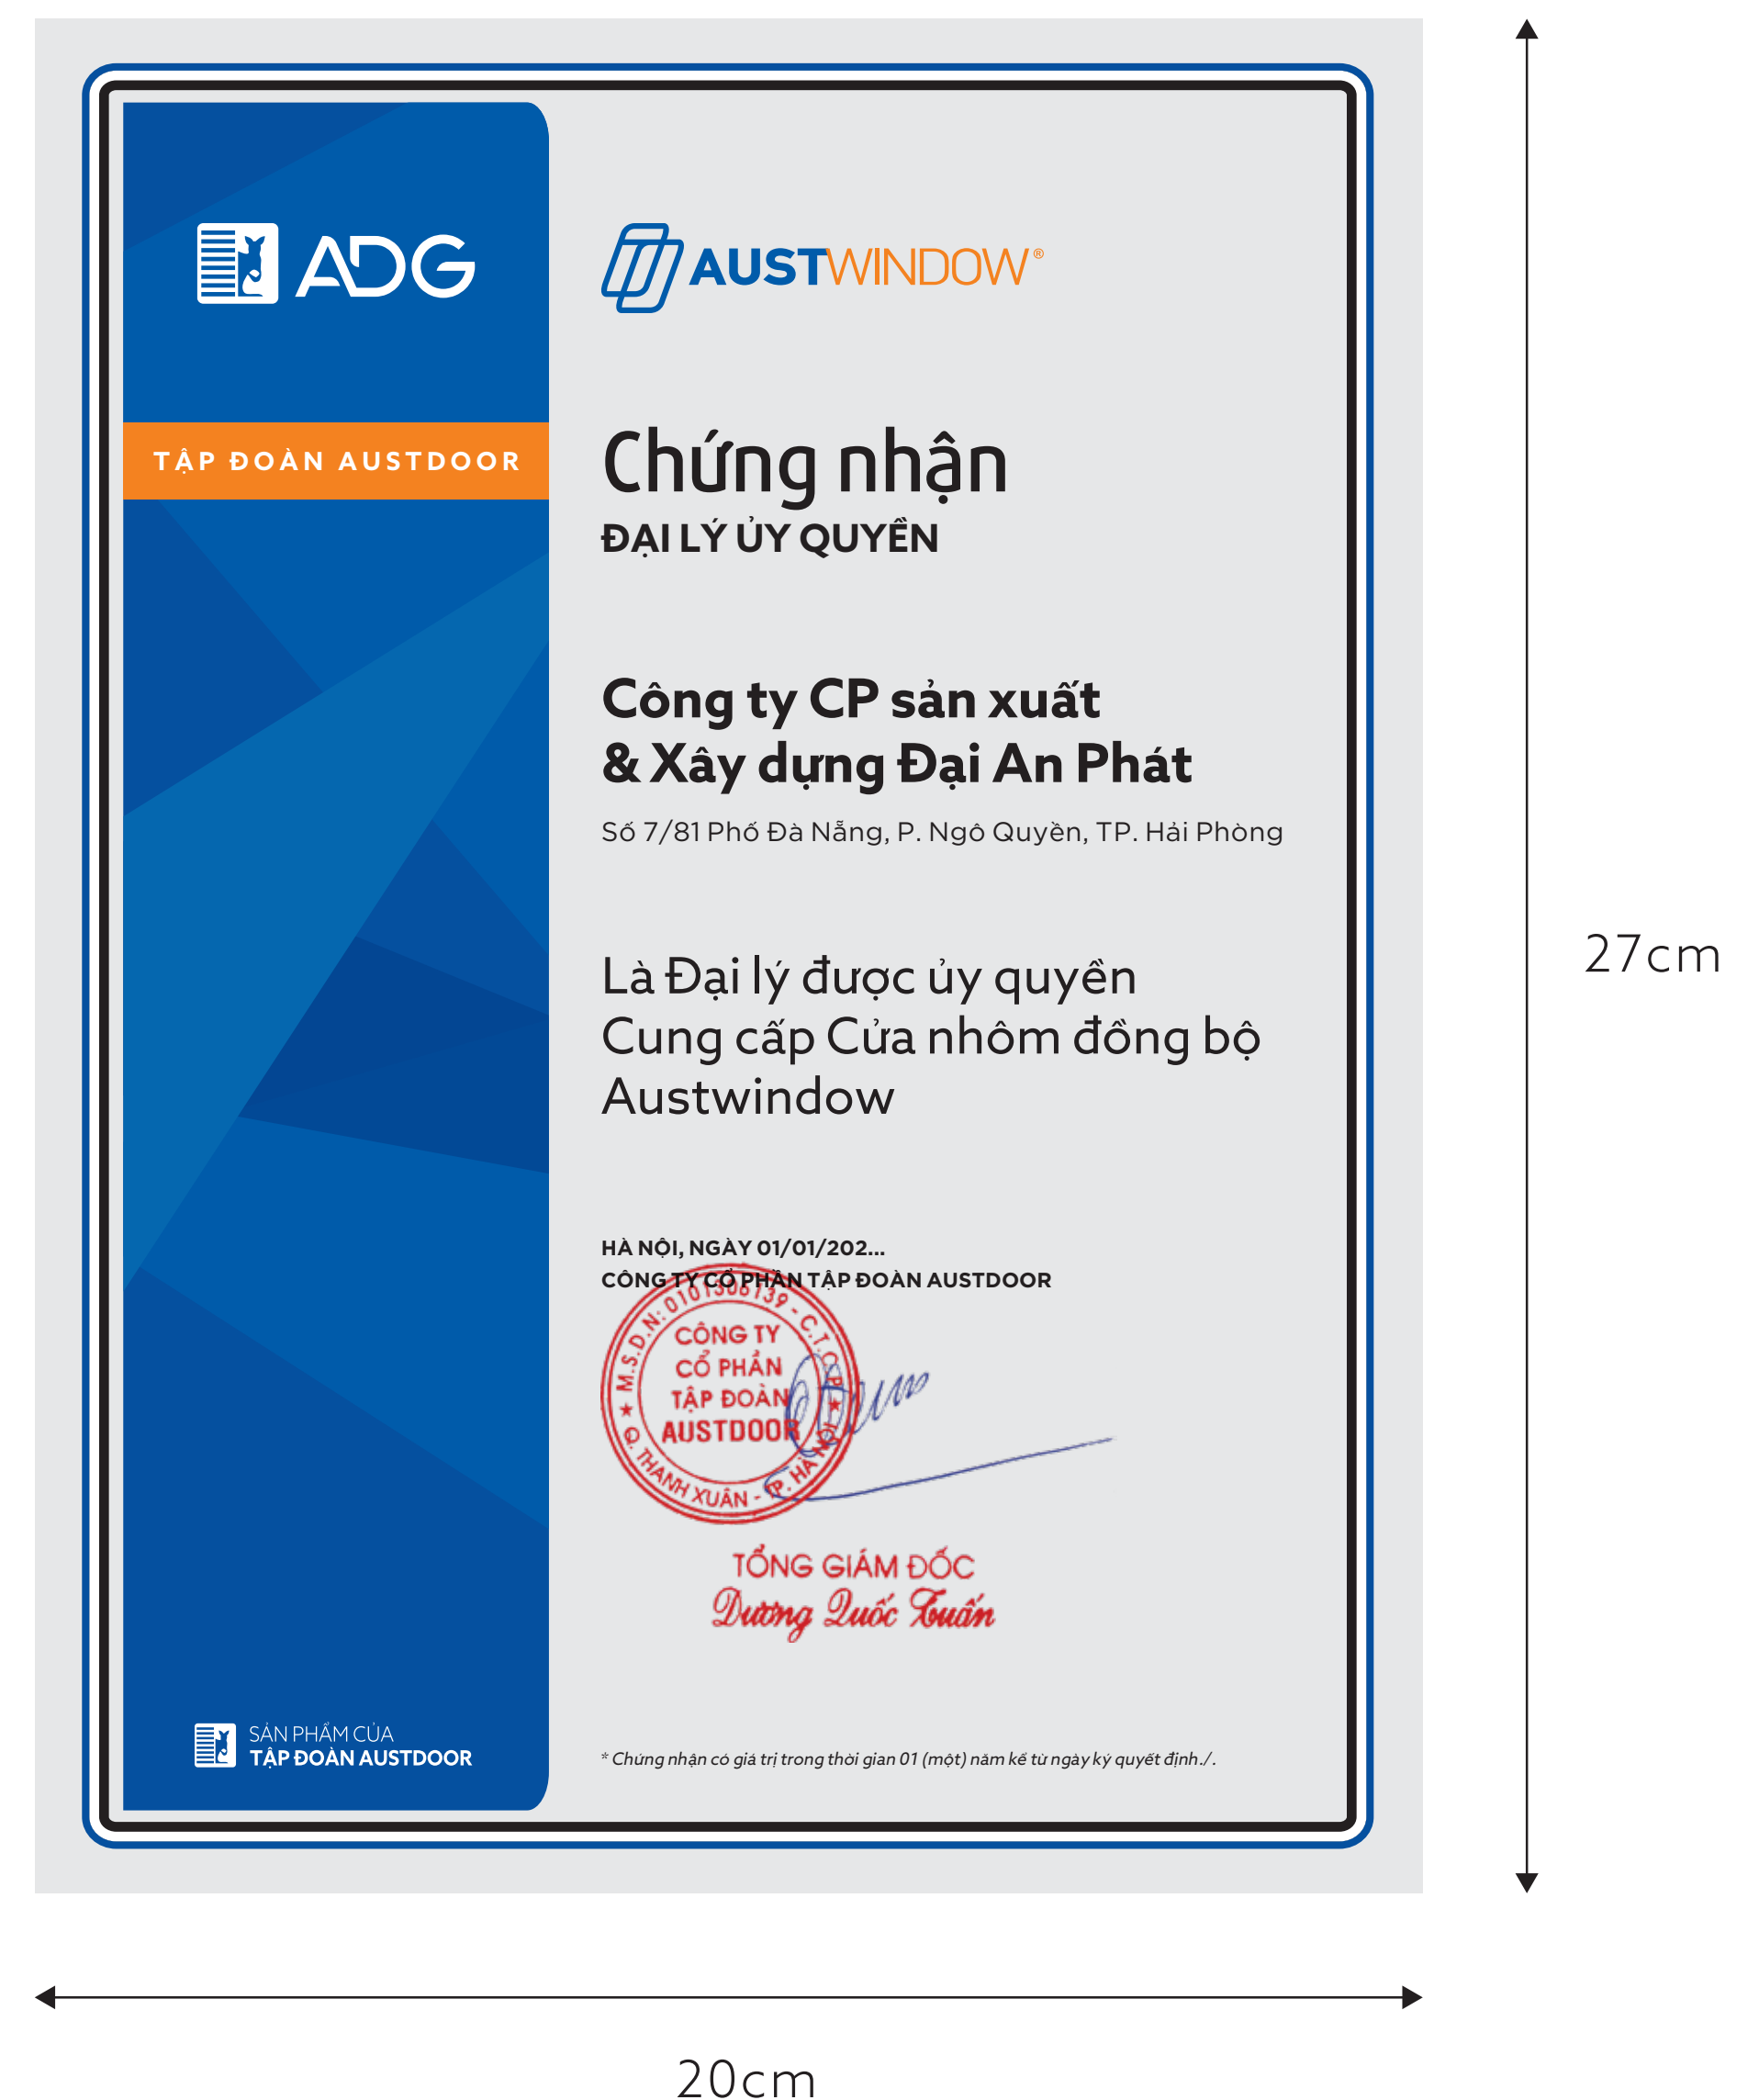 ADG
AUSTWINDOW®
TẬP ĐOÀN AUSTDOOR
Chứng nhận
ĐẠI LÝ ỦY QUYỀN
Công ty CP sản xuất
& Xây dựng Đại An Phát
Số 7/81 Phố Đà Nẵng, P. Ngô Quyền, TP. Hải Phòng
Là Đại lý được ủy quyền
Cung cấp Cửa nhôm đồng bộ
Austwindow
HÀ NỘI, NGÀY 01/01/202...
CÔNG TY CỔ PHẦN TẬP ĐOÀN AUSTDOOR
M.S.D.N: 0101306139 - C.T.C.P
CÔNG TY
CỔ PHẦN
TẬP ĐOÀN
AUSTDOOR
Q. THANH XUÂN - TP. HÀ NỘI
TỔNG GIÁM ĐỐC
Dương Quốc Tuấn
SẢN PHẨM CỦA
TẬP ĐOÀN AUSTDOOR
* Chứng nhận có giá trị trong thời gian 01 (một) năm kể từ ngày ký quyết định./.
27cm
20cm